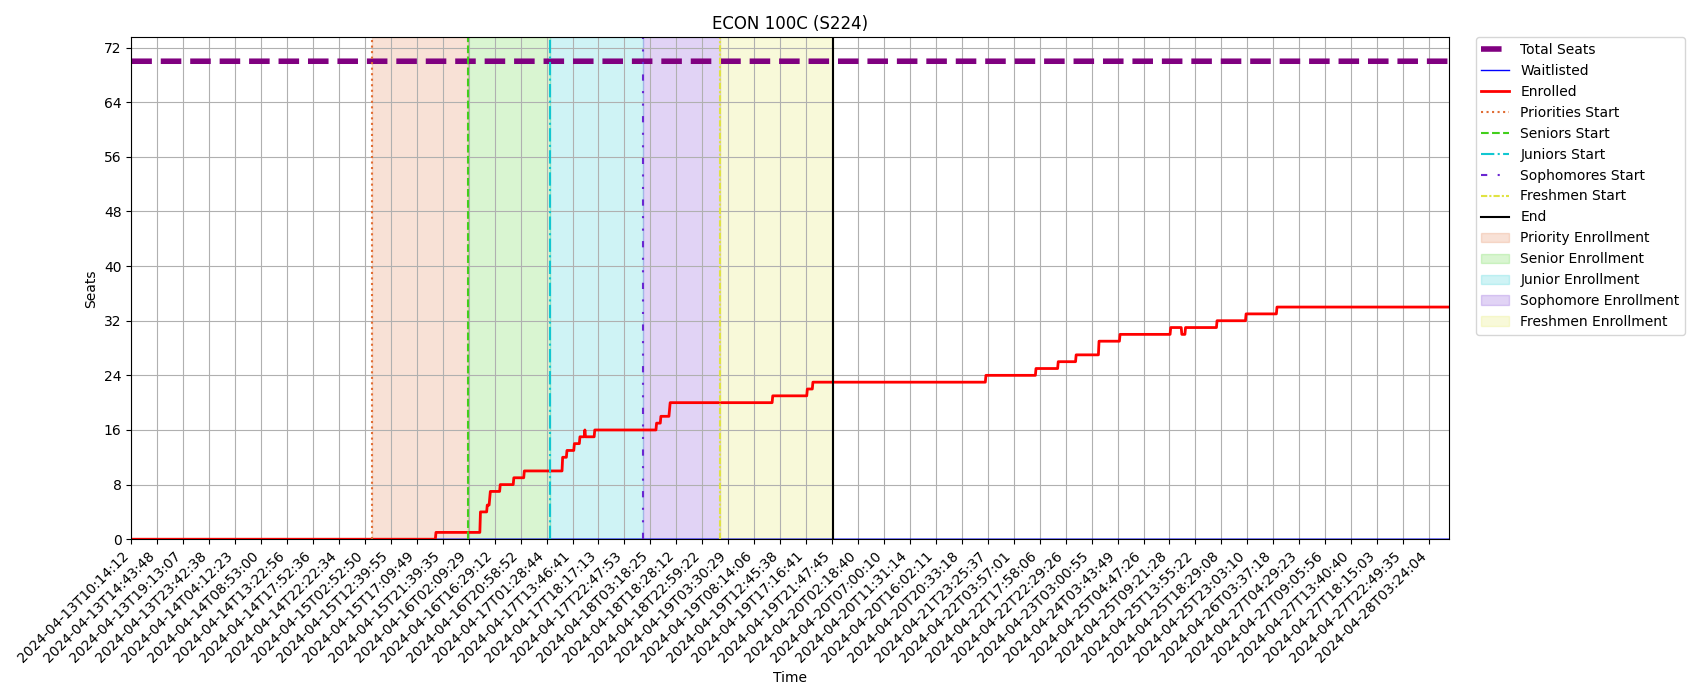 ECON 100C (S224)
72
64
56
48
40
32
24
16
8
0
Seats
2024-04-13T10:14:12
2024-04-13T14:43:48
2024-04-13T19:13:07
2024-04-13T23:42:38
2024-04-14T04:12:23
2024-04-14T08:53:00
2024-04-14T13:22:56
2024-04-14T17:52:36
2024-04-14T22:22:34
2024-04-15T02:52:50
2024-04-15T12:39:55
2024-04-15T17:09:49
2024-04-15T21:39:35
2024-04-16T02:09:29
2024-04-16T16:29:12
2024-04-16T20:58:52
2024-04-17T01:28:44
2024-04-17T13:46:41
2024-04-17T18:17:13
2024-04-17T22:47:53
2024-04-18T03:18:25
2024-04-18T18:28:12
2024-04-18T22:59:22
2024-04-19T03:30:29
2024-04-19T08:14:06
2024-04-19T12:45:38
2024-04-19T17:16:41
2024-04-19T21:47:45
2024-04-20T02:18:40
2024-04-20T07:00:10
2024-04-20T11:31:14
2024-04-20T16:02:11
2024-04-20T20:33:18
2024-04-21T23:25:37
2024-04-22T03:57:01
2024-04-22T17:58:06
2024-04-22T22:29:26
2024-04-23T03:00:55
2024-04-24T03:43:49
2024-04-25T04:47:26
2024-04-25T09:21:28
2024-04-25T13:55:22
2024-04-25T18:29:08
2024-04-25T23:03:10
2024-04-26T03:37:18
2024-04-27T04:29:23
2024-04-27T09:05:56
2024-04-27T13:40:40
2024-04-27T18:15:03
2024-04-27T22:49:35
2024-04-28T03:24:04
Time
Total Seats
Waitlisted
Enrolled
Priorities Start
Seniors Start
Juniors Start
Sophomores Start
Freshmen Start
End
Priority Enrollment
Senior Enrollment
Junior Enrollment
Sophomore Enrollment
Freshmen Enrollment